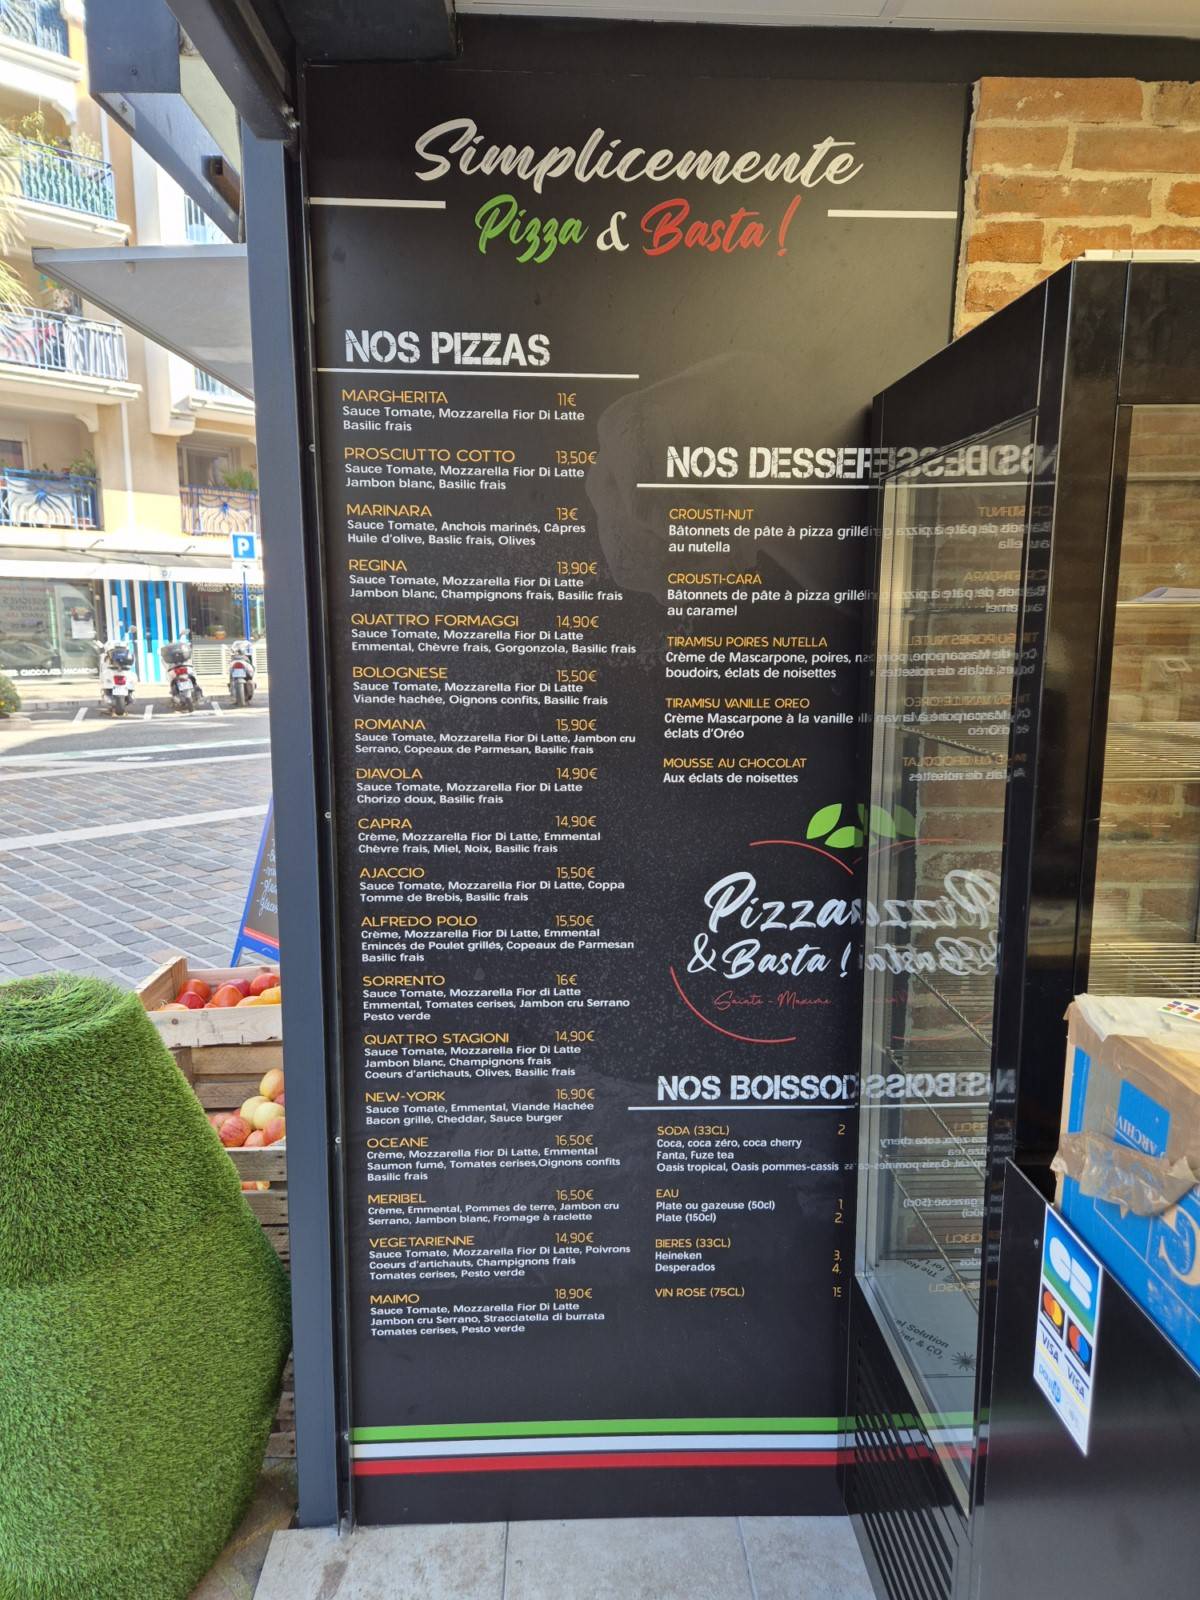 Simplicemente
Pizza & Basta !
NOS PIZZAS
MARGHERITA 11€
Sauce Tomate, Mozzarella Fior Di Latte
Basilic frais
PROSCIUTTO COTTO 13,50€
Sauce Tomate, Mozzarella Fior Di Latte
Jambon blanc, Basilic frais
MARINARA 13€
Sauce Tomate, Anchois marinés, Câpres
Huile d'olive, Baslic frais, Olives
REGINA 13,90€
Sauce Tomate, Mozzarella Fior Di Latte
Jambon blanc, Champignons frais, Basilic frais
QUATTRO FORMAGGI 14,90€
Sauce Tomate, Mozzarella Fior Di Latte
Emmental, Chèvre frais, Gorgonzola, Basilic frais
BOLOGNESE 15,50€
Sauce Tomate, Mozzarella Fior Di Latte
Viande hachée, Oignons confits, Basilic frais
ROMANA 15,90€
Sauce Tomate, Mozzarella Fior Di Latte, Jambon cru
Serrano, Copeaux de Parmesan, Basilic frais
DIAVOLA 14,90€
Sauce Tomate, Mozzarella Fior Di Latte
Chorizo doux, Basilic frais
CAPRA 14,90€
Crème, Mozzarella Fior Di Latte, Emmental
Chèvre frais, Miel, Noix, Basilic frais
AJACCIO 15,50€
Sauce Tomate, Mozzarella Fior Di Latte, Coppa
Tomme de Brebis, Basilic frais
ALFREDO POLO 15,50€
Crème, Mozzarella Fior Di Latte, Emmental
Emincés de Poulet grillés, Copeaux de Parmesan
Basilic frais
SORRENTO 16€
Sauce Tomate, Mozzarella Fior di latte
Emmental, Tomates cerises, Jambon cru Serrano
Pesto verde
QUATTRO STAGIONI 14,90€
Sauce Tomate, Mozzarella Fior Di Latte
Jambon blanc, Champignons frais
Coeurs d'artichauts, Olives, Basilic frais
NEW-YORK 16,90€
Sauce Tomate, Emmental, Viande Hachée
Bacon grillé, Cheddar, Sauce burger
OCEANE 16,50€
Crème, Mozzarella Fior Di Latte, Emmental
Saumon fumé, Tomates cerises,Oignons confits
Basilic frais
MERIBEL 16,50€
Crème, Emmental, Pommes de terre, Jambon cru
Serrano, Jambon blanc, Fromage à raclette
VEGETARIENNE 14,90€
Sauce Tomate, Mozzarella Fior Di Latte, Poivrons
Coeurs d'artichauts, Champignons frais
Tomates cerises, Pesto verde
MAIMO 18,90€
Sauce Tomate, Mozzarella Fior Di Latte
Jambon cru Serrano, Stracciatella di burrata
Tomates cerises, Pesto verde
NOS DESSER
CROUSTI-NUT
Bâtonnets de pâte à pizza grillé
au nutella
CROUSTI-CARA
Bâtonnets de pâte à pizza grillé
au caramel
TIRAMISU POIRES NUTELLA
Crème de Mascarpone, poires,
boudoirs, éclats de noisettes
TIRAMISU VANILLE OREO
Crème Mascarpone à la vanille
éclats d'Oréo
MOUSSE AU CHOCOLAT
Aux éclats de noisettes
Pizza
& Basta !
Sainte - Maxime
NOS BOISSO
SODA (33CL) 2
Coca, coca zéro, coca cherry
Fanta, Fuze tea
Oasis tropical, Oasis pommes-cassis
EAU
Plate ou gazeuse (50cl) 1,
Plate (150cl) 2,
BIERES (33CL)
Heineken 3,
Desperados 4,
VIN ROSE (75CL) 15
P
ARCHIV
CB
VISA
VISA